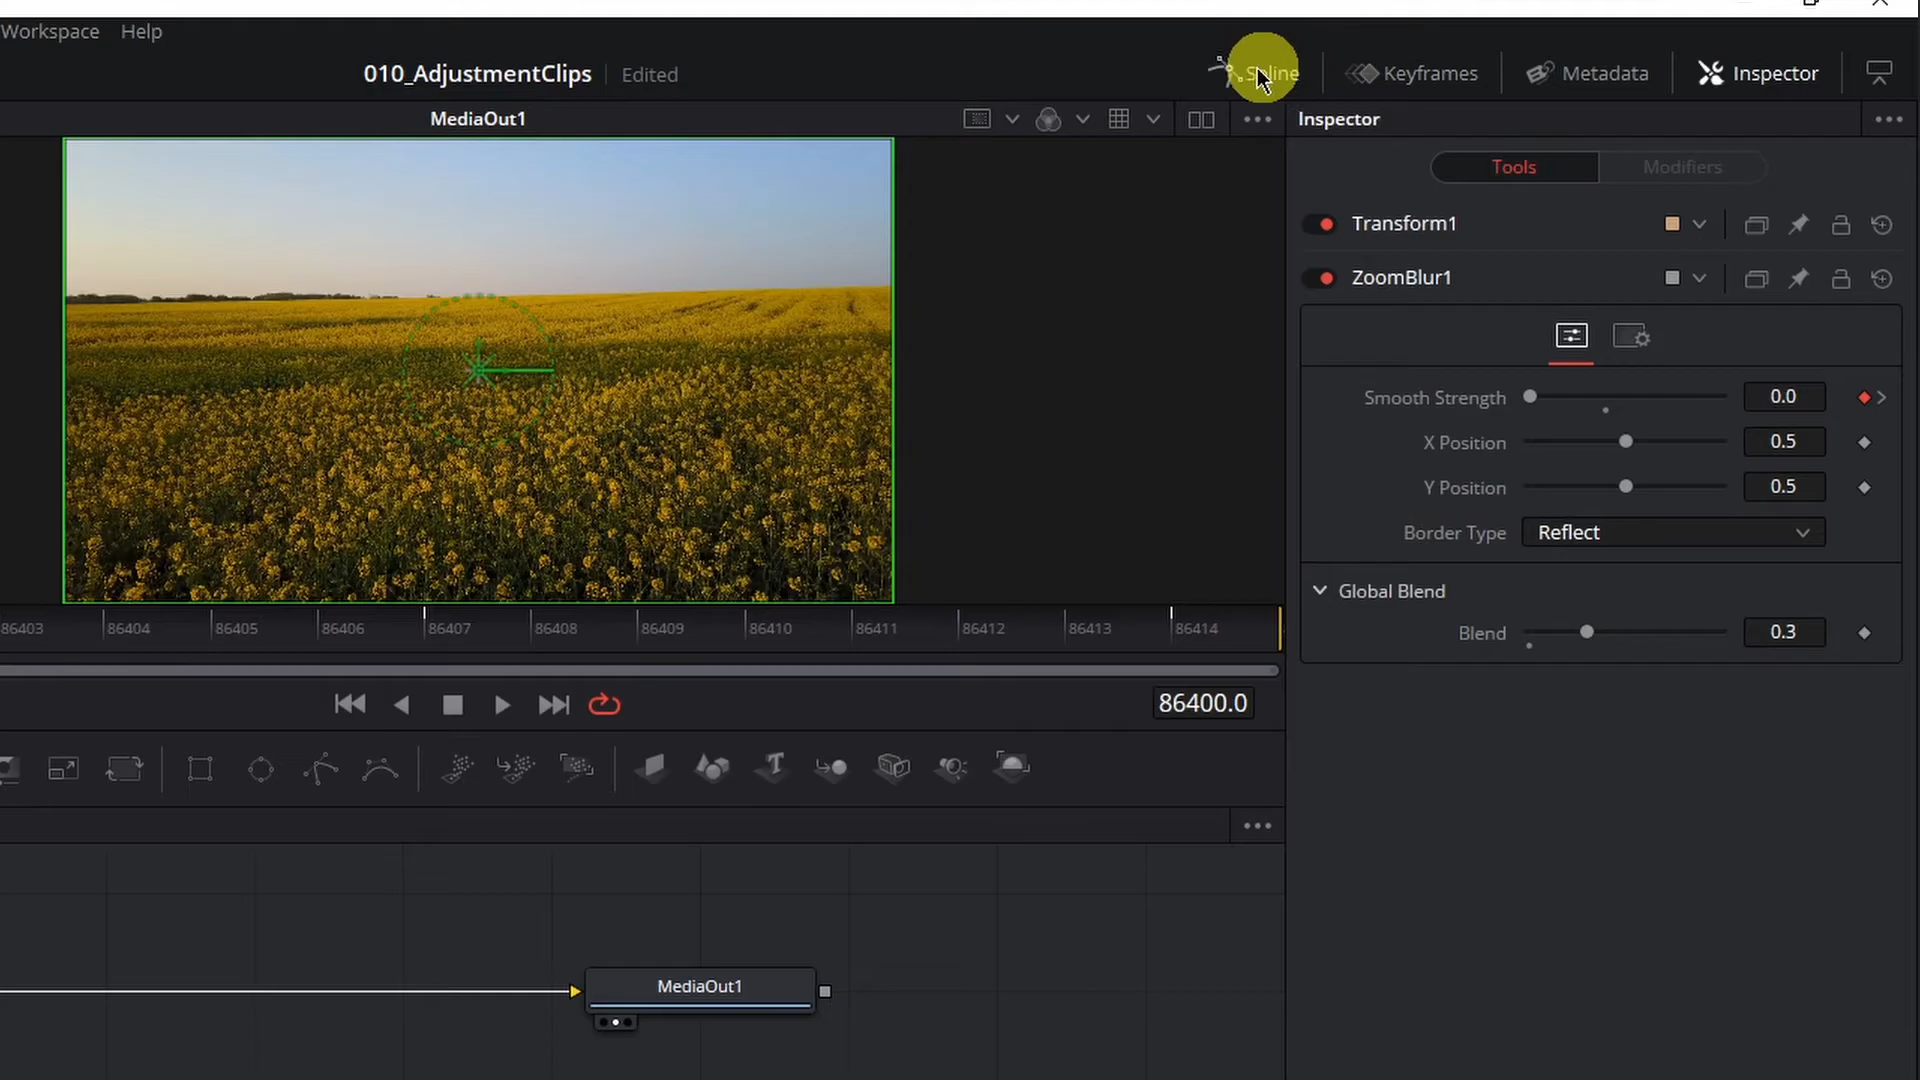 Workspace Help
010_AdjustmentClips Edited
Spline Keyframes Metadata Inspector
MediaOut1
Inspector
Tools Modifiers
Transform1
ZoomBlur1
Smooth Strength 0.0
X Position 0.5
Y Position 0.5
Border Type Reflect
Global Blend
Blend 0.3
86403 86404 86405 86406 86407 86408 86409 86410 86411 86412 86413 86414
86400.0
MediaOut1